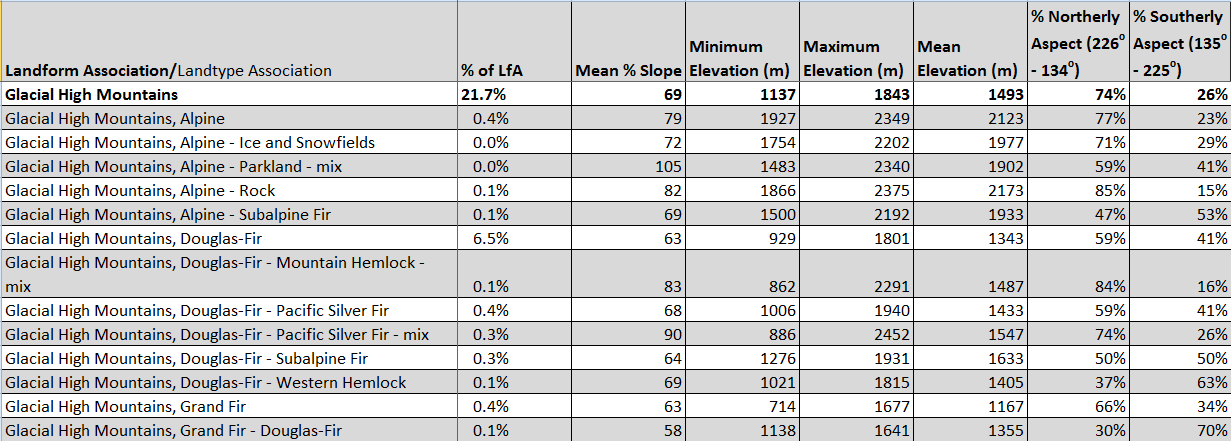 Landform Association/Landtype Association % of LfA Mean % Slope Minimum Elevation (m) Maximum Elevation (m) Mean Elevation (m) % Northerly Aspect (226° - 134°) % Southerly Aspect (135° - 225°)
Glacial High Mountains 21.7% 69 1137 1843 1493 74% 26%
Glacial High Mountains, Alpine 0.4% 79 1927 2349 2123 77% 23%
Glacial High Mountains, Alpine - Ice and Snowfields 0.0% 72 1754 2202 1977 71% 29%
Glacial High Mountains, Alpine - Parkland - mix 0.0% 105 1483 2340 1902 59% 41%
Glacial High Mountains, Alpine - Rock 0.1% 82 1866 2375 2173 85% 15%
Glacial High Mountains, Alpine - Subalpine Fir 0.1% 69 1500 2192 1933 47% 53%
Glacial High Mountains, Douglas-Fir 6.5% 63 929 1801 1343 59% 41%
Glacial High Mountains, Douglas-Fir - Mountain Hemlock -
mix 0.1% 83 862 2291 1487 84% 16%
Glacial High Mountains, Douglas-Fir - Pacific Silver Fir 0.4% 68 1006 1940 1433 59% 41%
Glacial High Mountains, Douglas-Fir - Pacific Silver Fir - mix 0.3% 90 886 2452 1547 74% 26%
Glacial High Mountains, Douglas-Fir - Subalpine Fir 0.3% 64 1276 1931 1633 50% 50%
Glacial High Mountains, Douglas-Fir - Western Hemlock 0.1% 69 1021 1815 1405 37% 63%
Glacial High Mountains, Grand Fir 0.4% 63 714 1677 1167 66% 34%
Glacial High Mountains, Grand Fir - Douglas-Fir 0.1% 58 1138 1641 1355 30% 70%